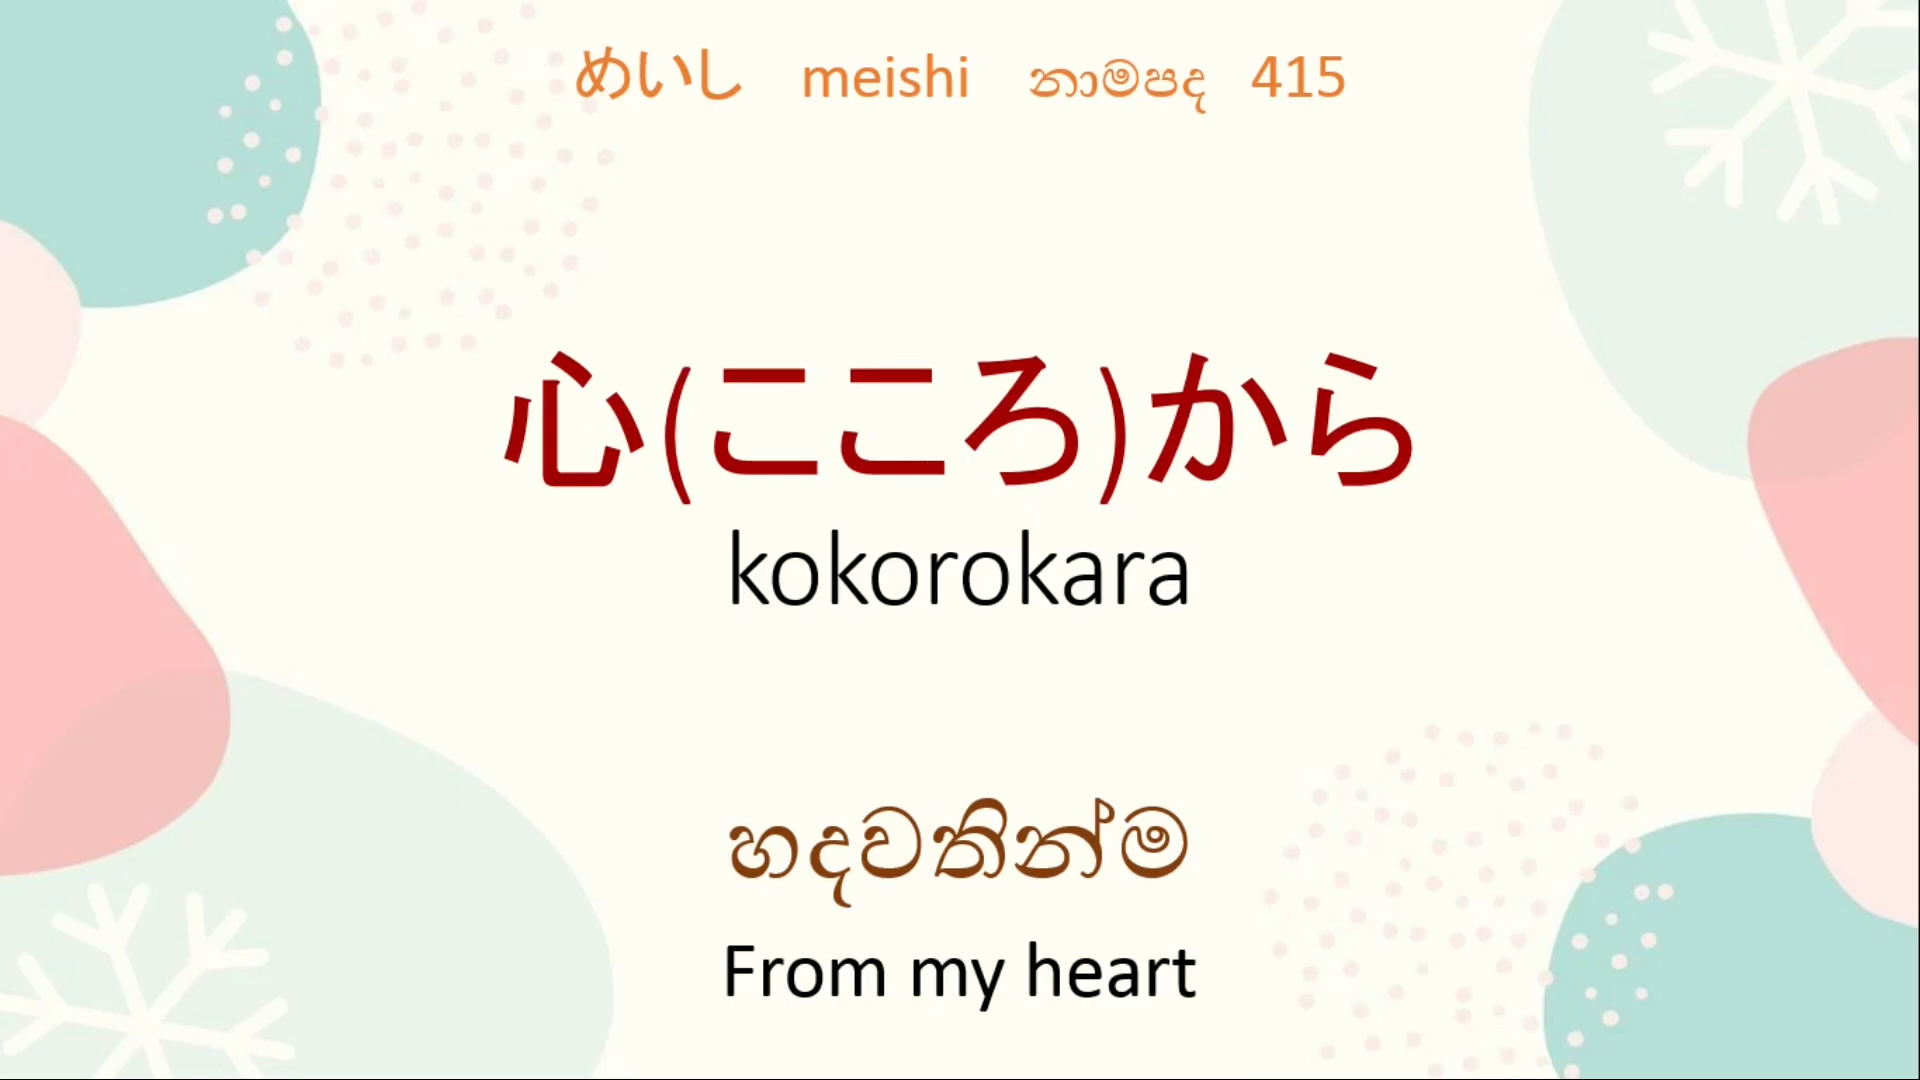 めいし meishi නාමපද 415
心(こころ)から
kokorokara
හදවතින්ම
From my heart